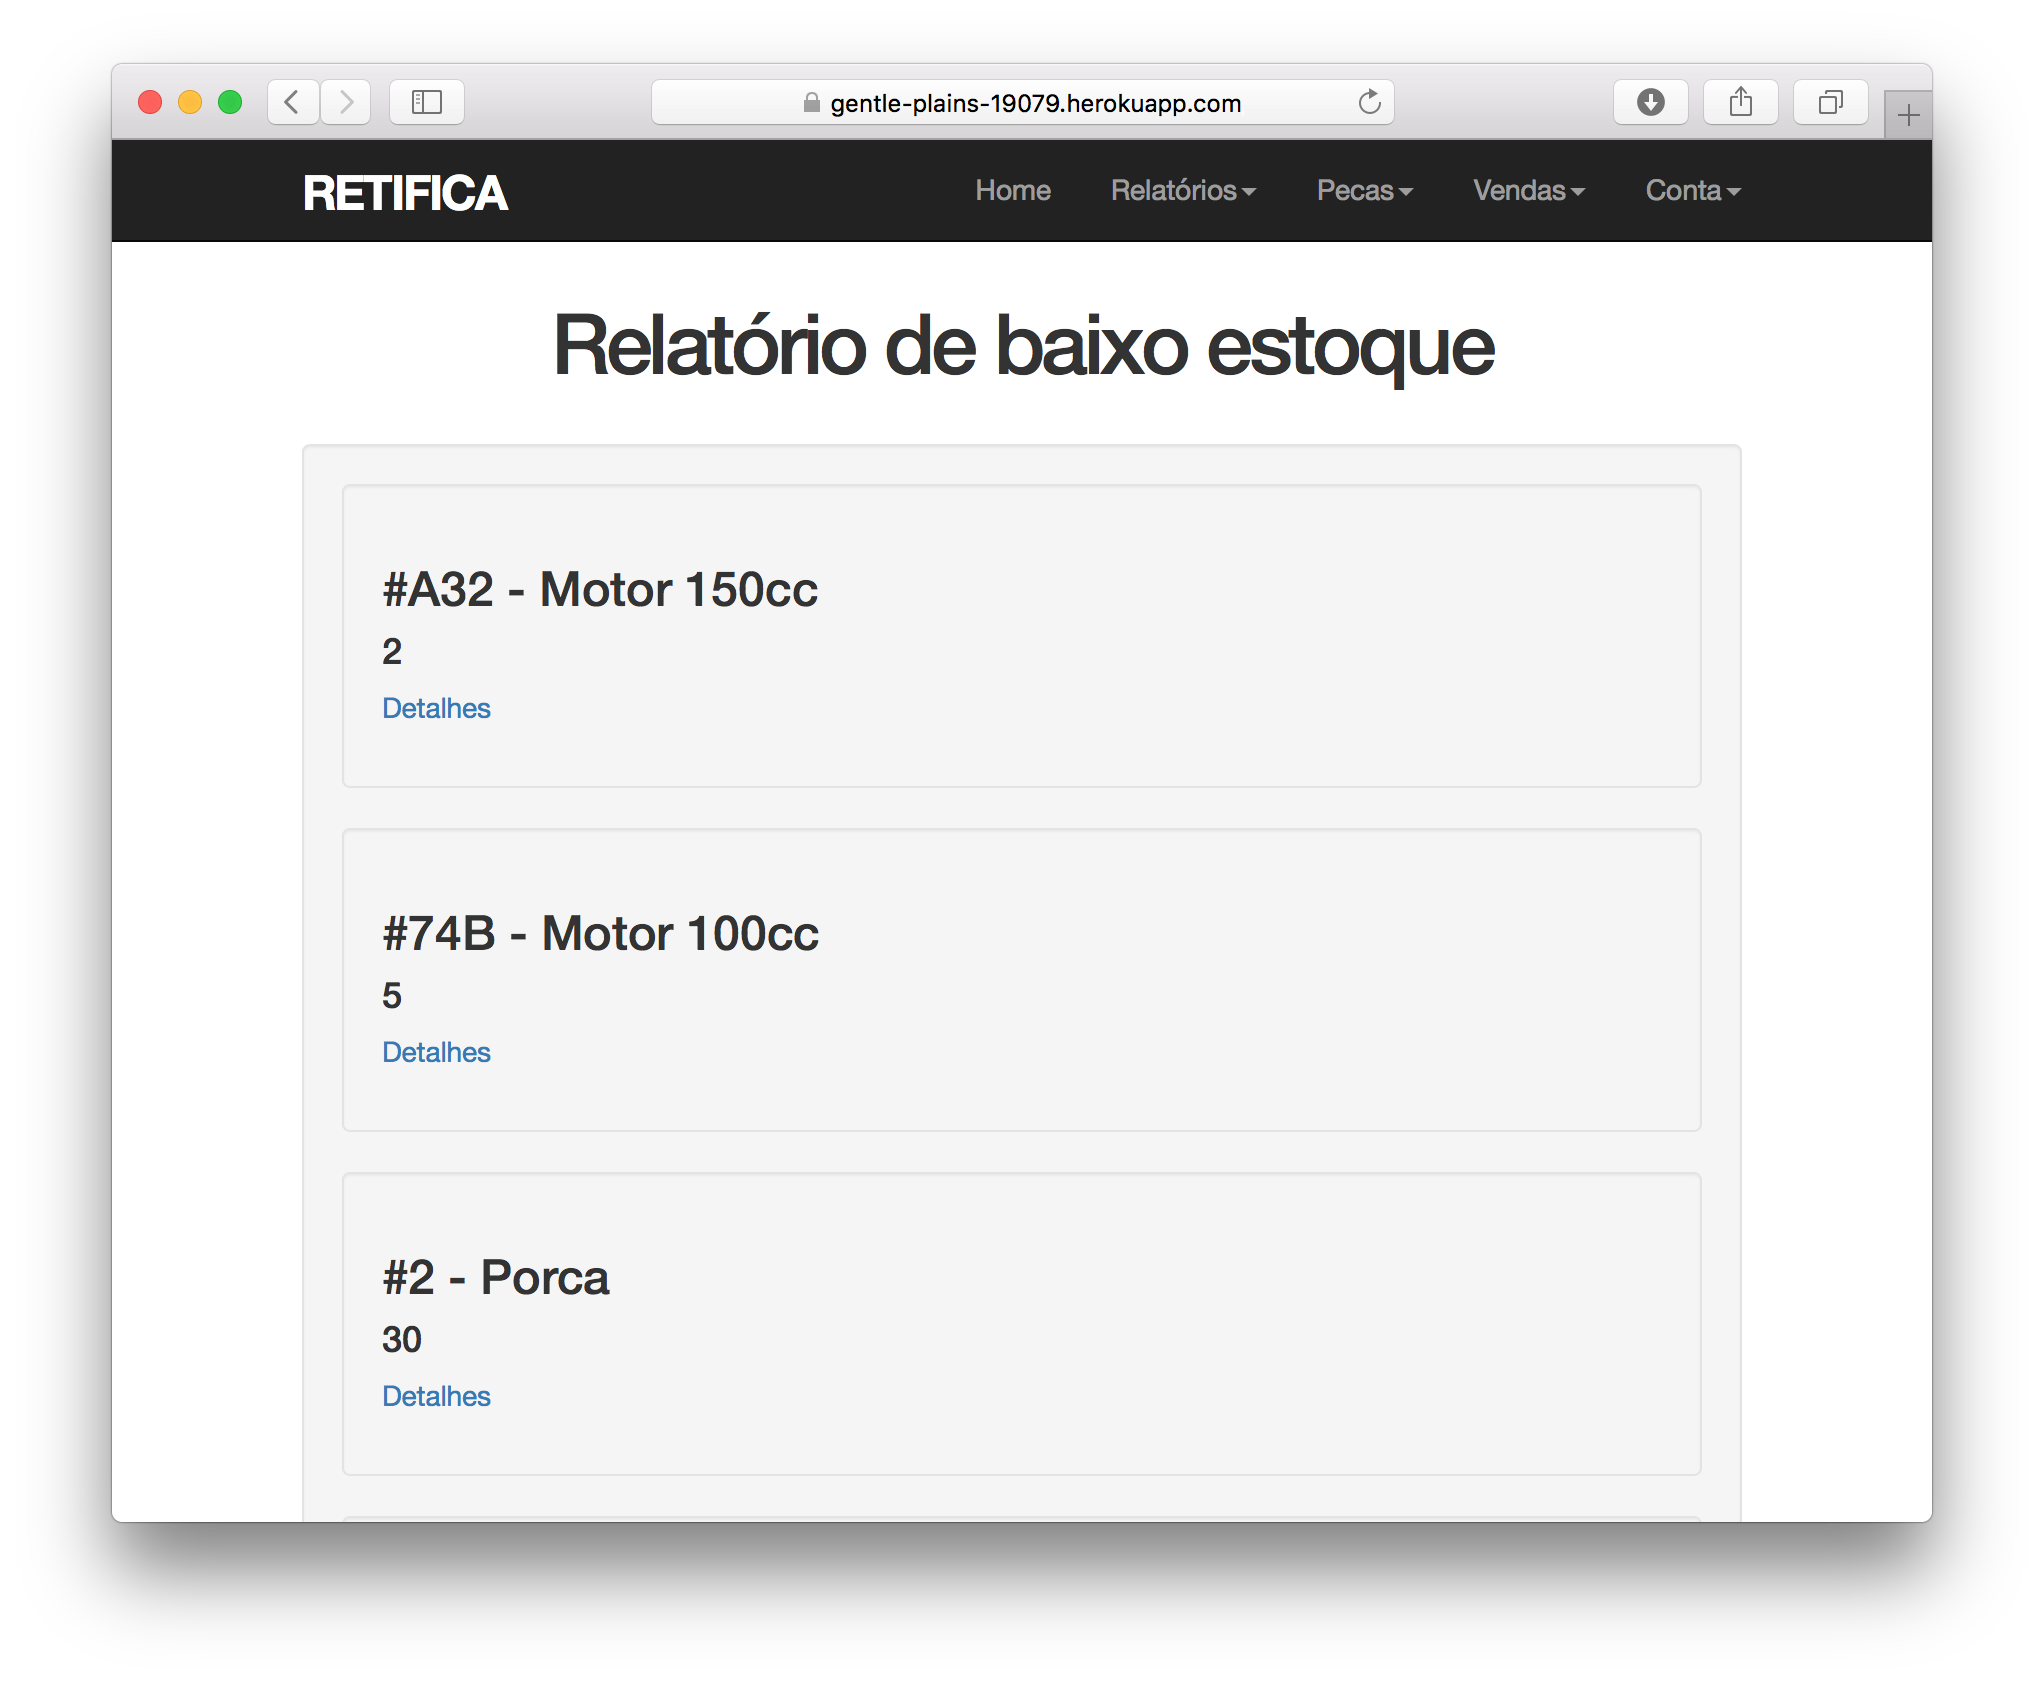 gentle-plains-19079.herokuapp.com
RETIFICA
Home Relatórios Pecas Vendas Conta
Relatório de baixo estoque
#A32 - Motor 150cc
2
Detalhes
#74B - Motor 100cc
5
Detalhes
#2 - Porca
30
Detalhes